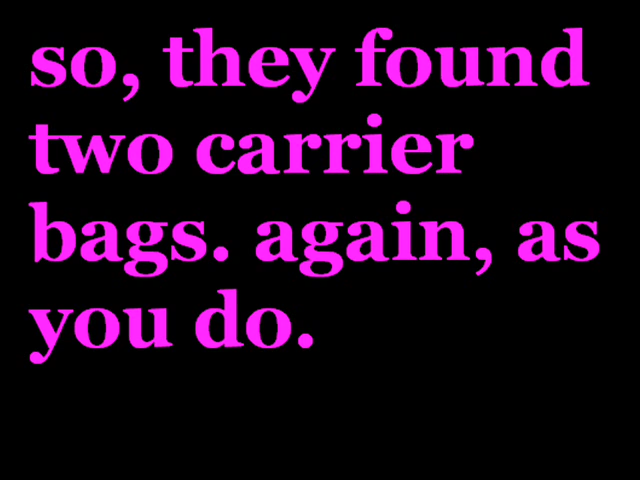 so, they found
two carrier
bags. again, as
you do.